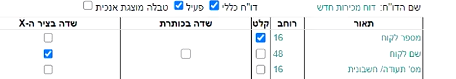 שם הדו"ח: דוח מכירות חדש דו"ח כללי פעיל טבלה מוצגת אנכית
תאור רוחב קלט שדה בכותרת שדה בציר ה-X
מספר לקוח 16
שם לקוח 48
מס' תעודה/ חשבונית 16